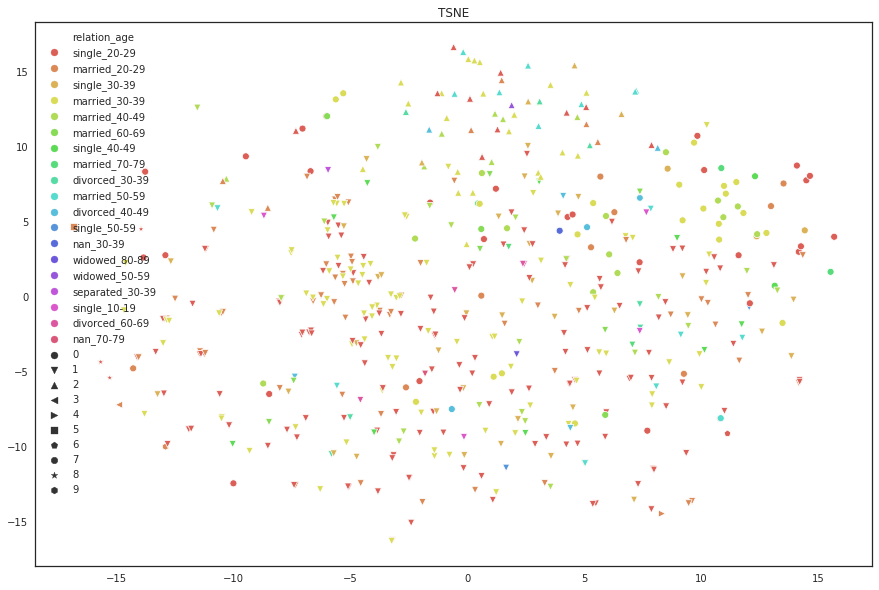 TSNE
relation_age
single_20-29
married_20-29
single_30-39
married_30-39
married_40-49
married_60-69
single_40-49
married_70-79
divorced_30-39
married_50-59
divorced_40-49
single_50-59
nan_30-39
widowed_80-89
widowed_50-59
separated_30-39
single_10-19
divorced_60-69
nan_70-79
0
1
2
3
4
5
6
7
8
9
15
10
5
0
−5
−10
−15
−15
−10
−5
0
5
10
15